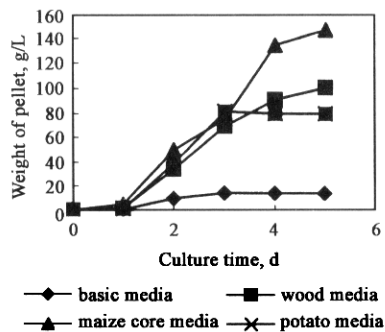 Weight of pellet, g/L
160
140
120
100
80
60
40
20
0
0
2
4
6
Culture time, d
basic media
wood media
maize core media
potato media